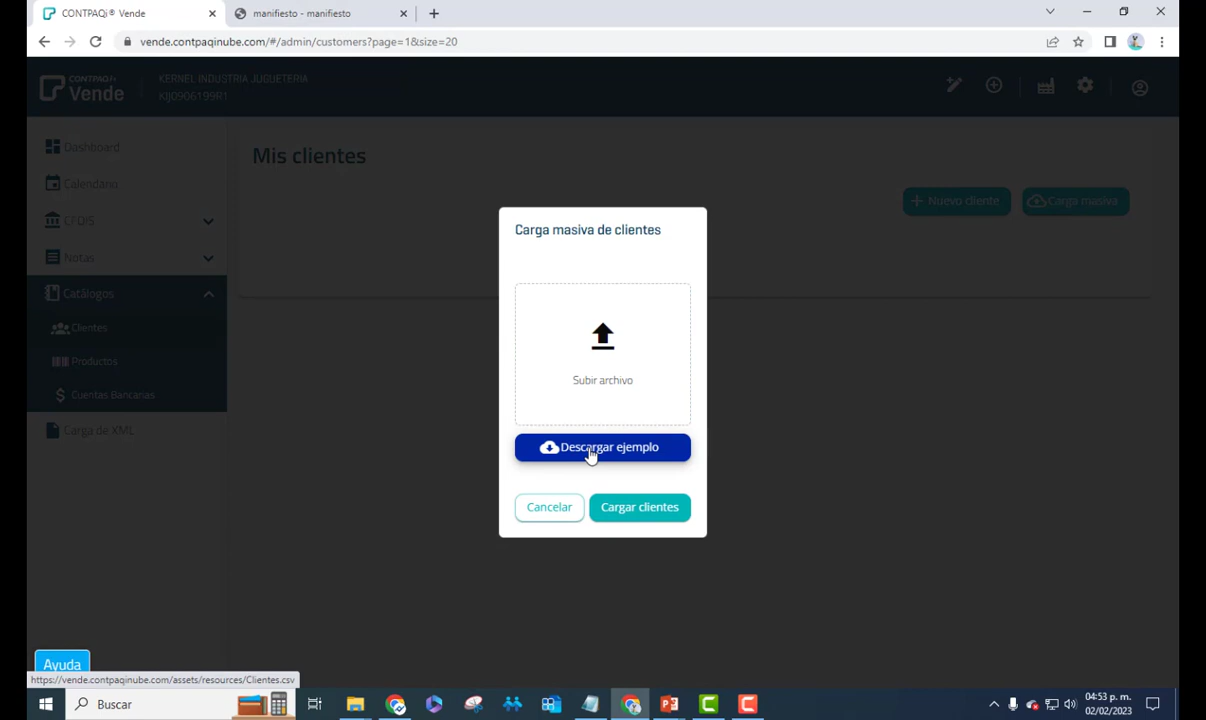 CONTPAQi® Vende
manifiesto - manifiesto
vende.contpaqinube.com/#/admin/customers?page=1&size=20
CONTPAQi®
Vende
KERNEL INDUSTRIA JUGUETERIA
KIJ0906199R1
Dashboard
Calendario
CFDIS
Notas
Catálogos
Clientes
Productos
Cuentas Bancarias
Carga de XML
Mis clientes
Nuevo cliente
Carga masiva
Carga masiva de clientes
Subir archivo
Descargar ejemplo
Cancelar
Cargar clientes
Ayuda
https://vende.contpaqinube.com/assets/resources/Clientes.csv
Buscar
04:53 p. m.
02/02/2023